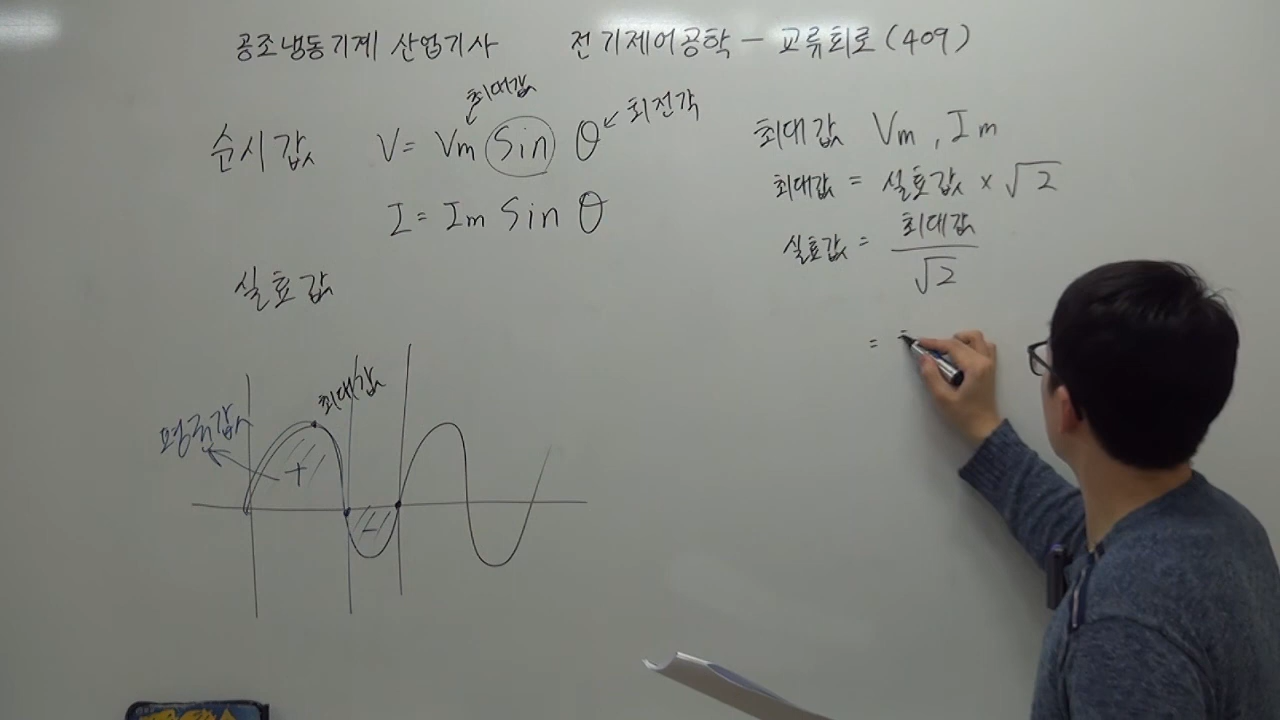 공조냉동기계 산업기사 전기제어공학 - 교류회로 (409)
최대값
순시값 V = Vm Sin θ ← 회전각
I = Im Sin θ
실효값
최대값
평균값
+
-
최대값 Vm , Im
최대값 = 실효값 × √2
실효값 = 최대값 / √2
=